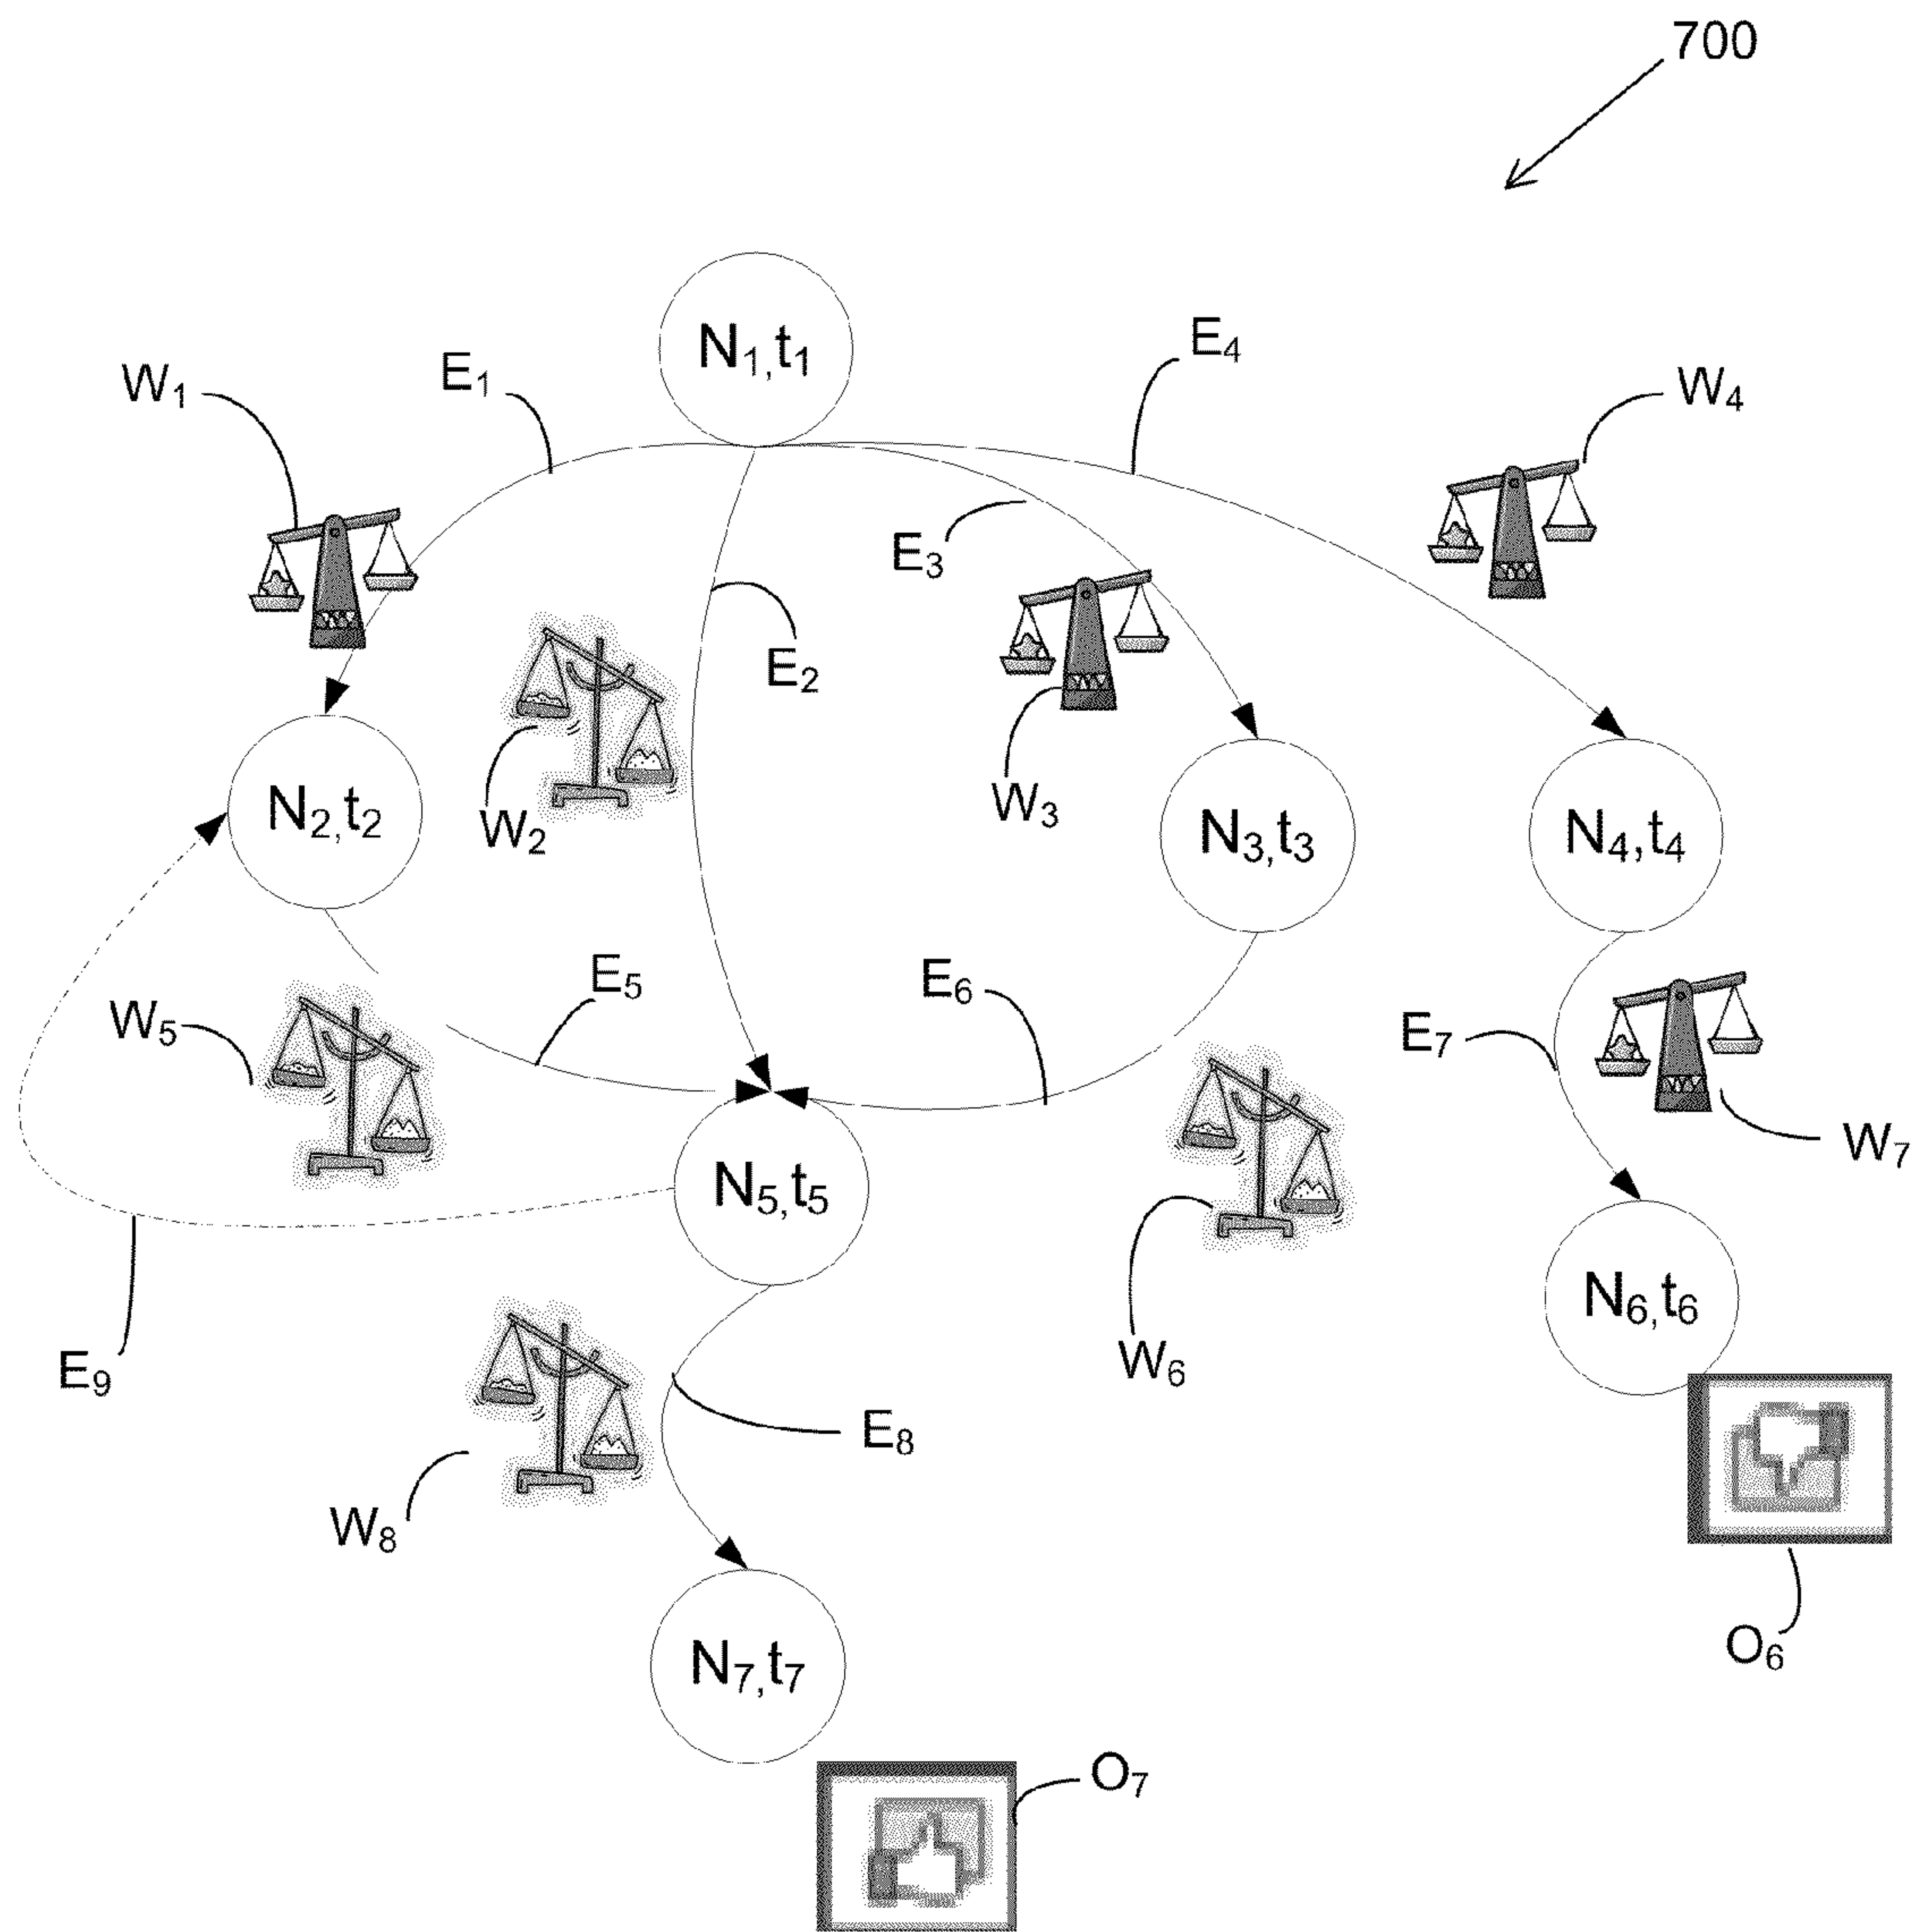 700
N₁,t₁
E₄
E₁
W₁
W₄
E₃
E₂
W₃
W₂
N₂,t₂
N₃,t₃
N₄,t₄
E₅
E₆
W₅
E₇
W₇
N₅,t₅
N₆,t₆
W₆
E₉
E₈
W₈
O₆
N₇,t₇
O₇